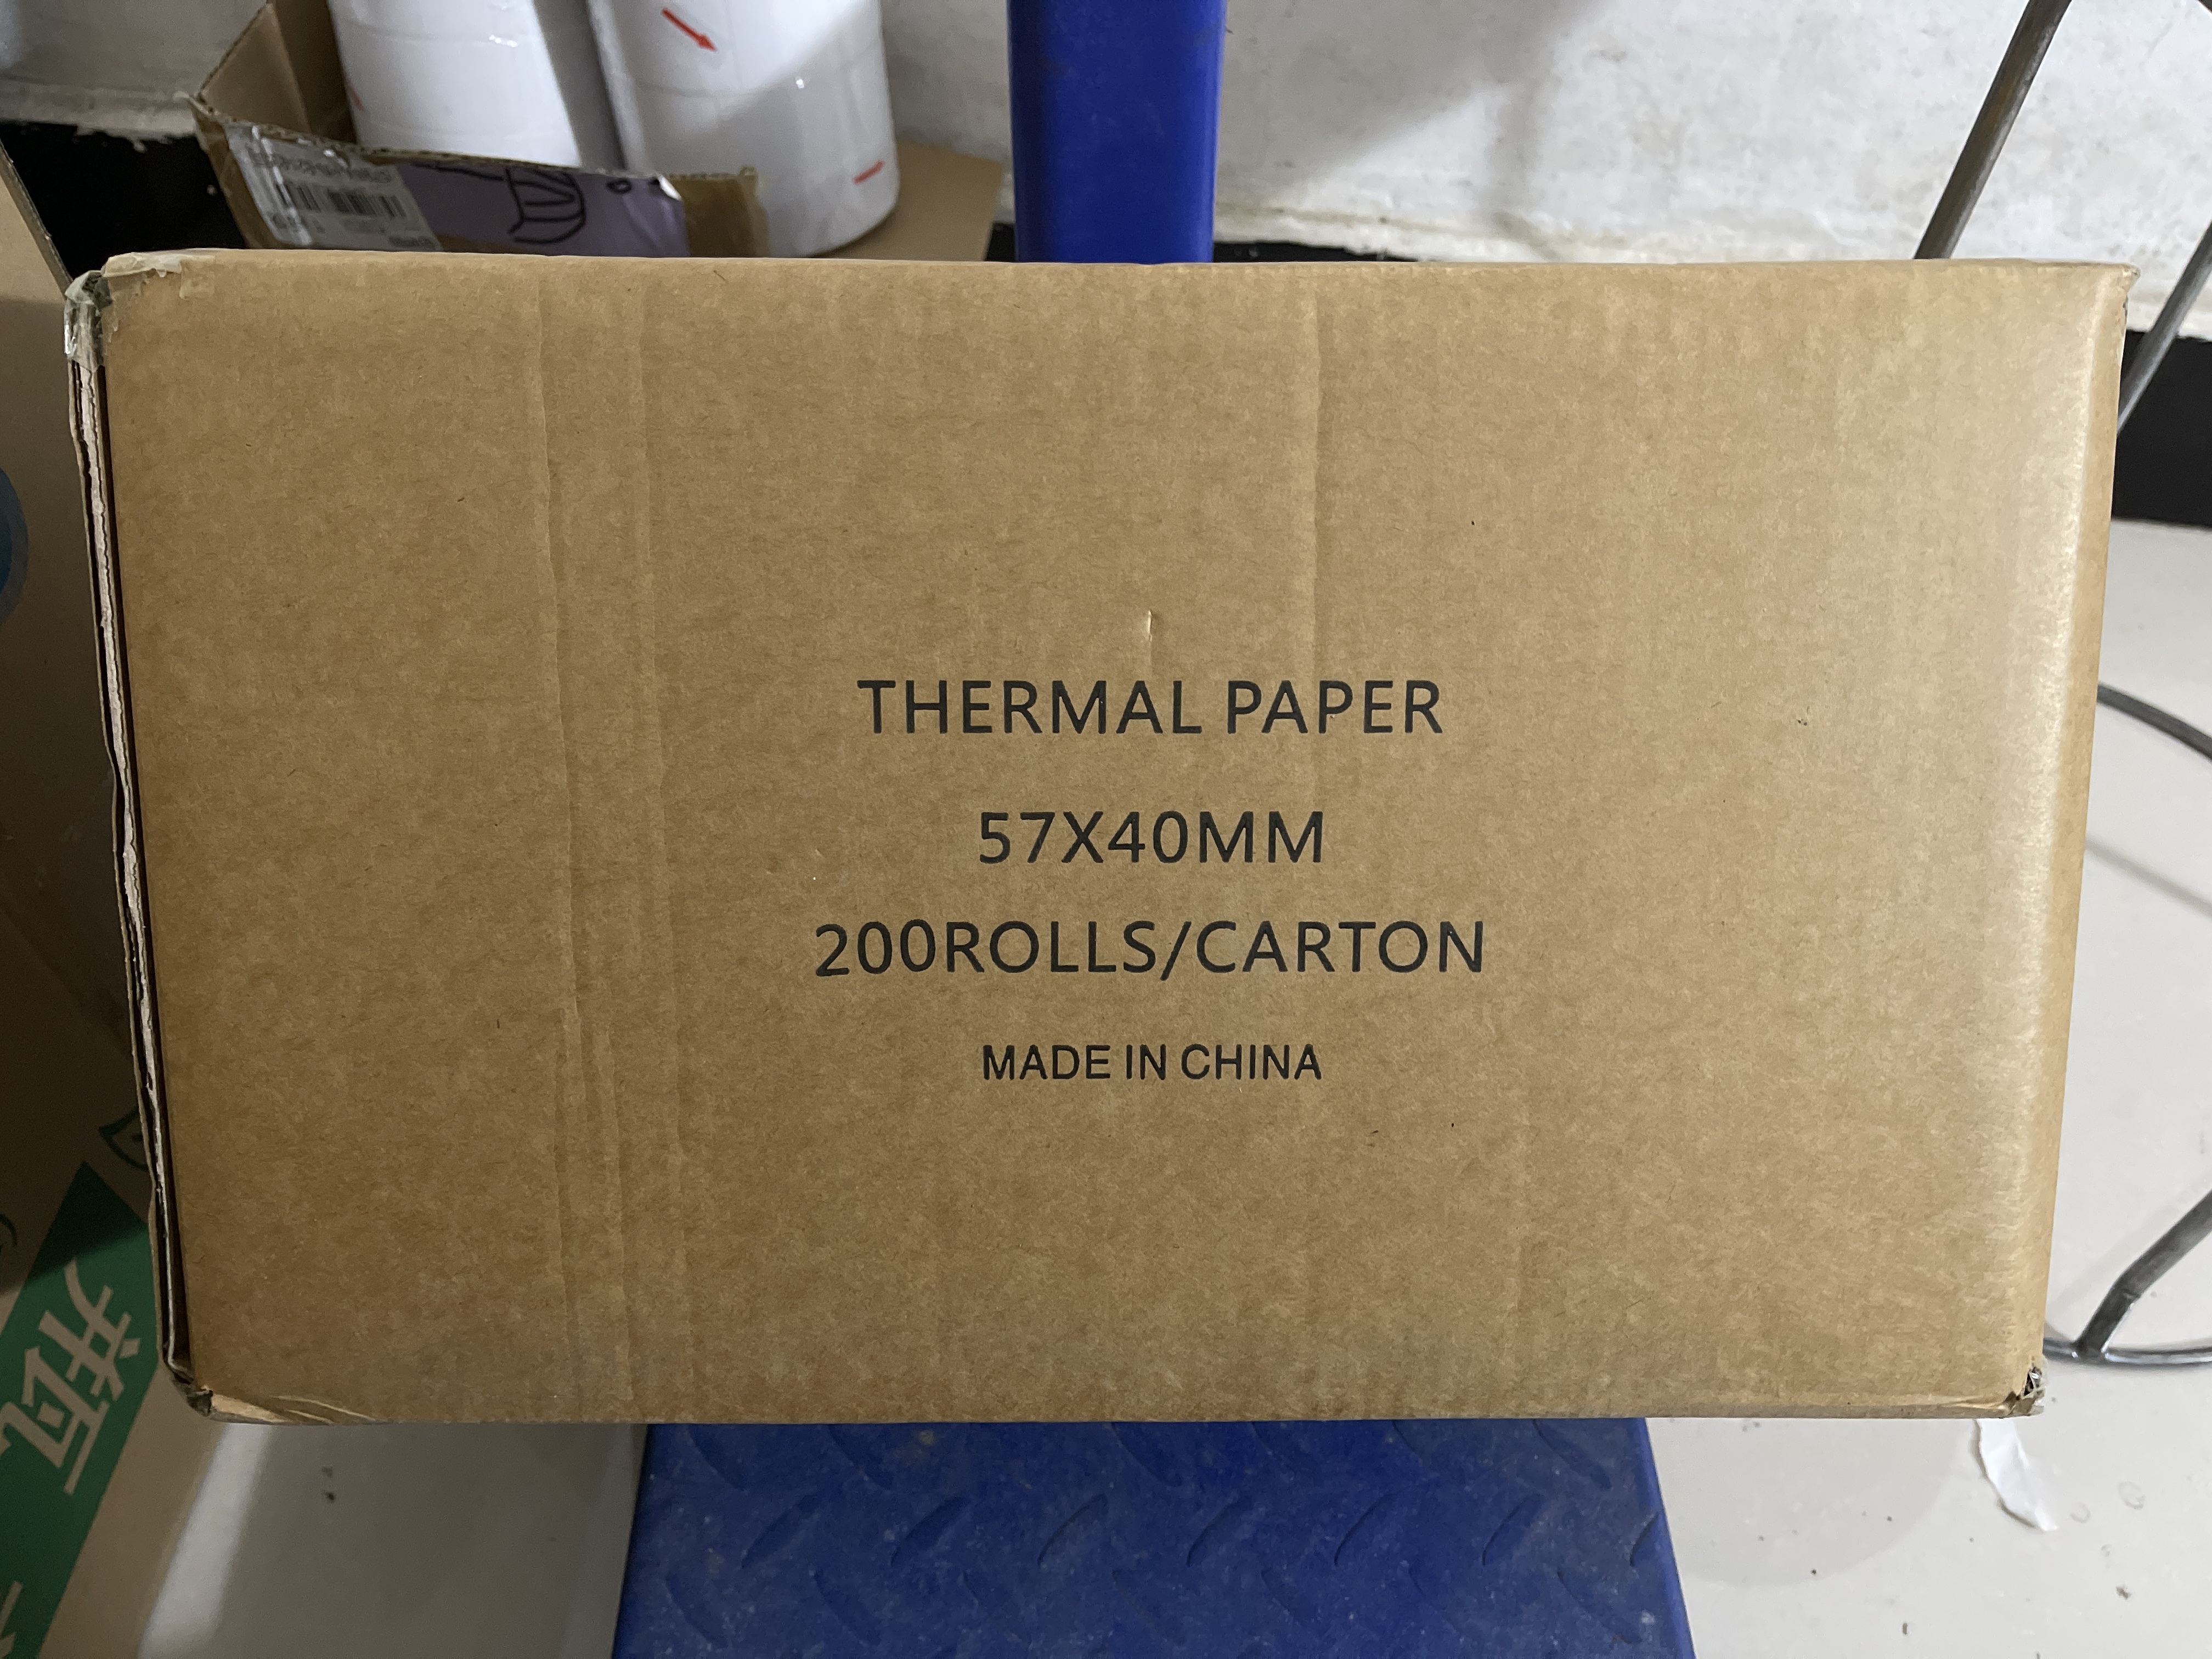 THERMAL PAPER
57X40MM
200ROLLS/CARTON
MADE IN CHINA